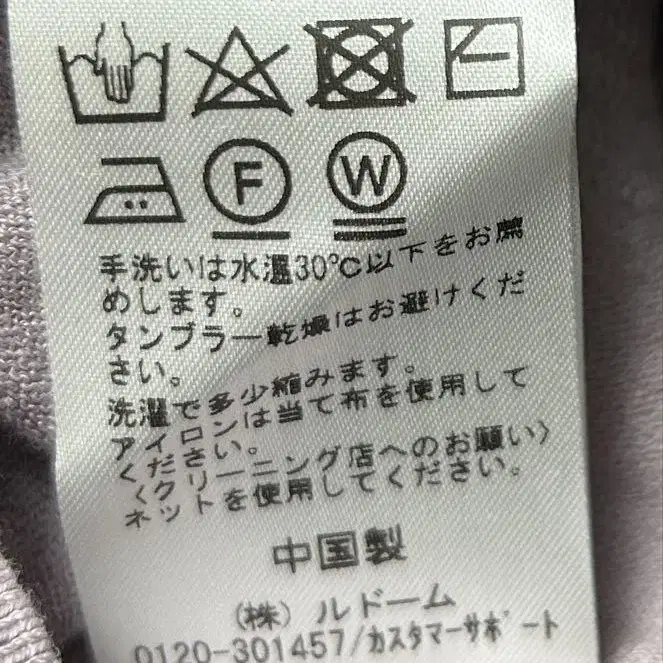 F W
手洗いは水温30℃以下をお薦
めします。
タンブラー乾燥はお避けくだ
さい。
洗濯で多少縮みます。
アイロンは当て布を使用して
ください。
〈クリーニング店へのお願い〉
ネットを使用してください。
中国製
(株) ルドーム
0120-301457/カスタマーサポート